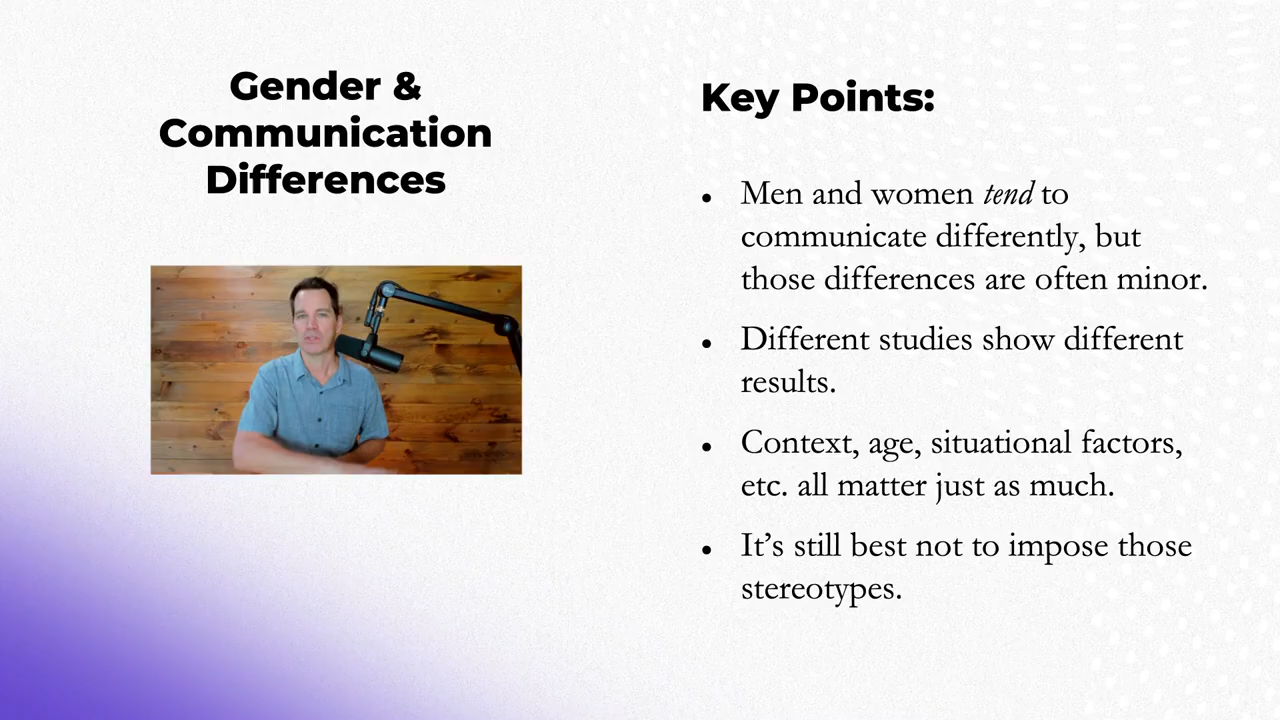 Gender &
Communication
Differences
Key Points:
• Men and women tend to
communicate differently, but
those differences are often minor.
• Different studies show different
results.
• Context, age, situational factors,
etc. all matter just as much.
• It’s still best not to impose those
stereotypes.